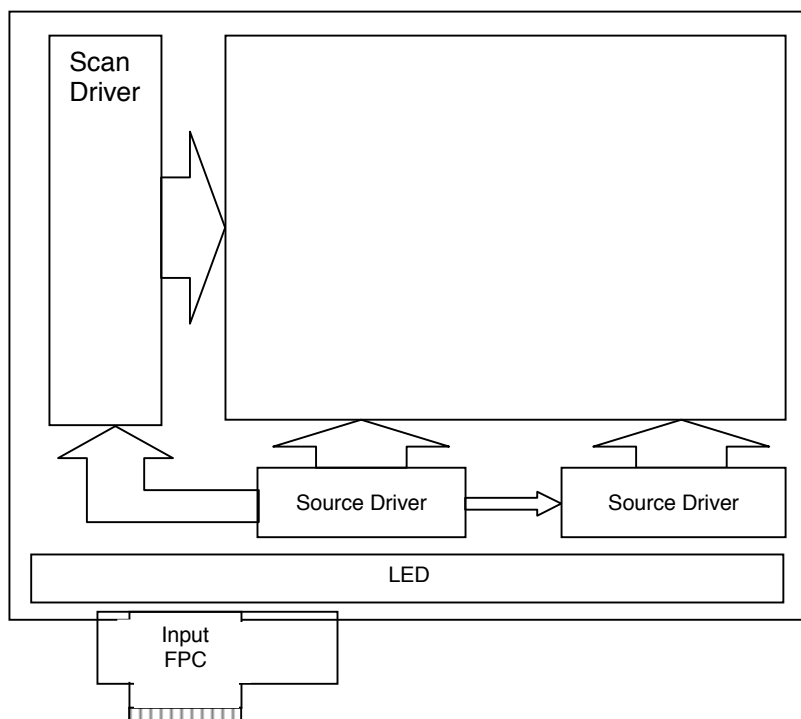 Scan
Driver
Source Driver
Source Driver
LED
Input
FPC